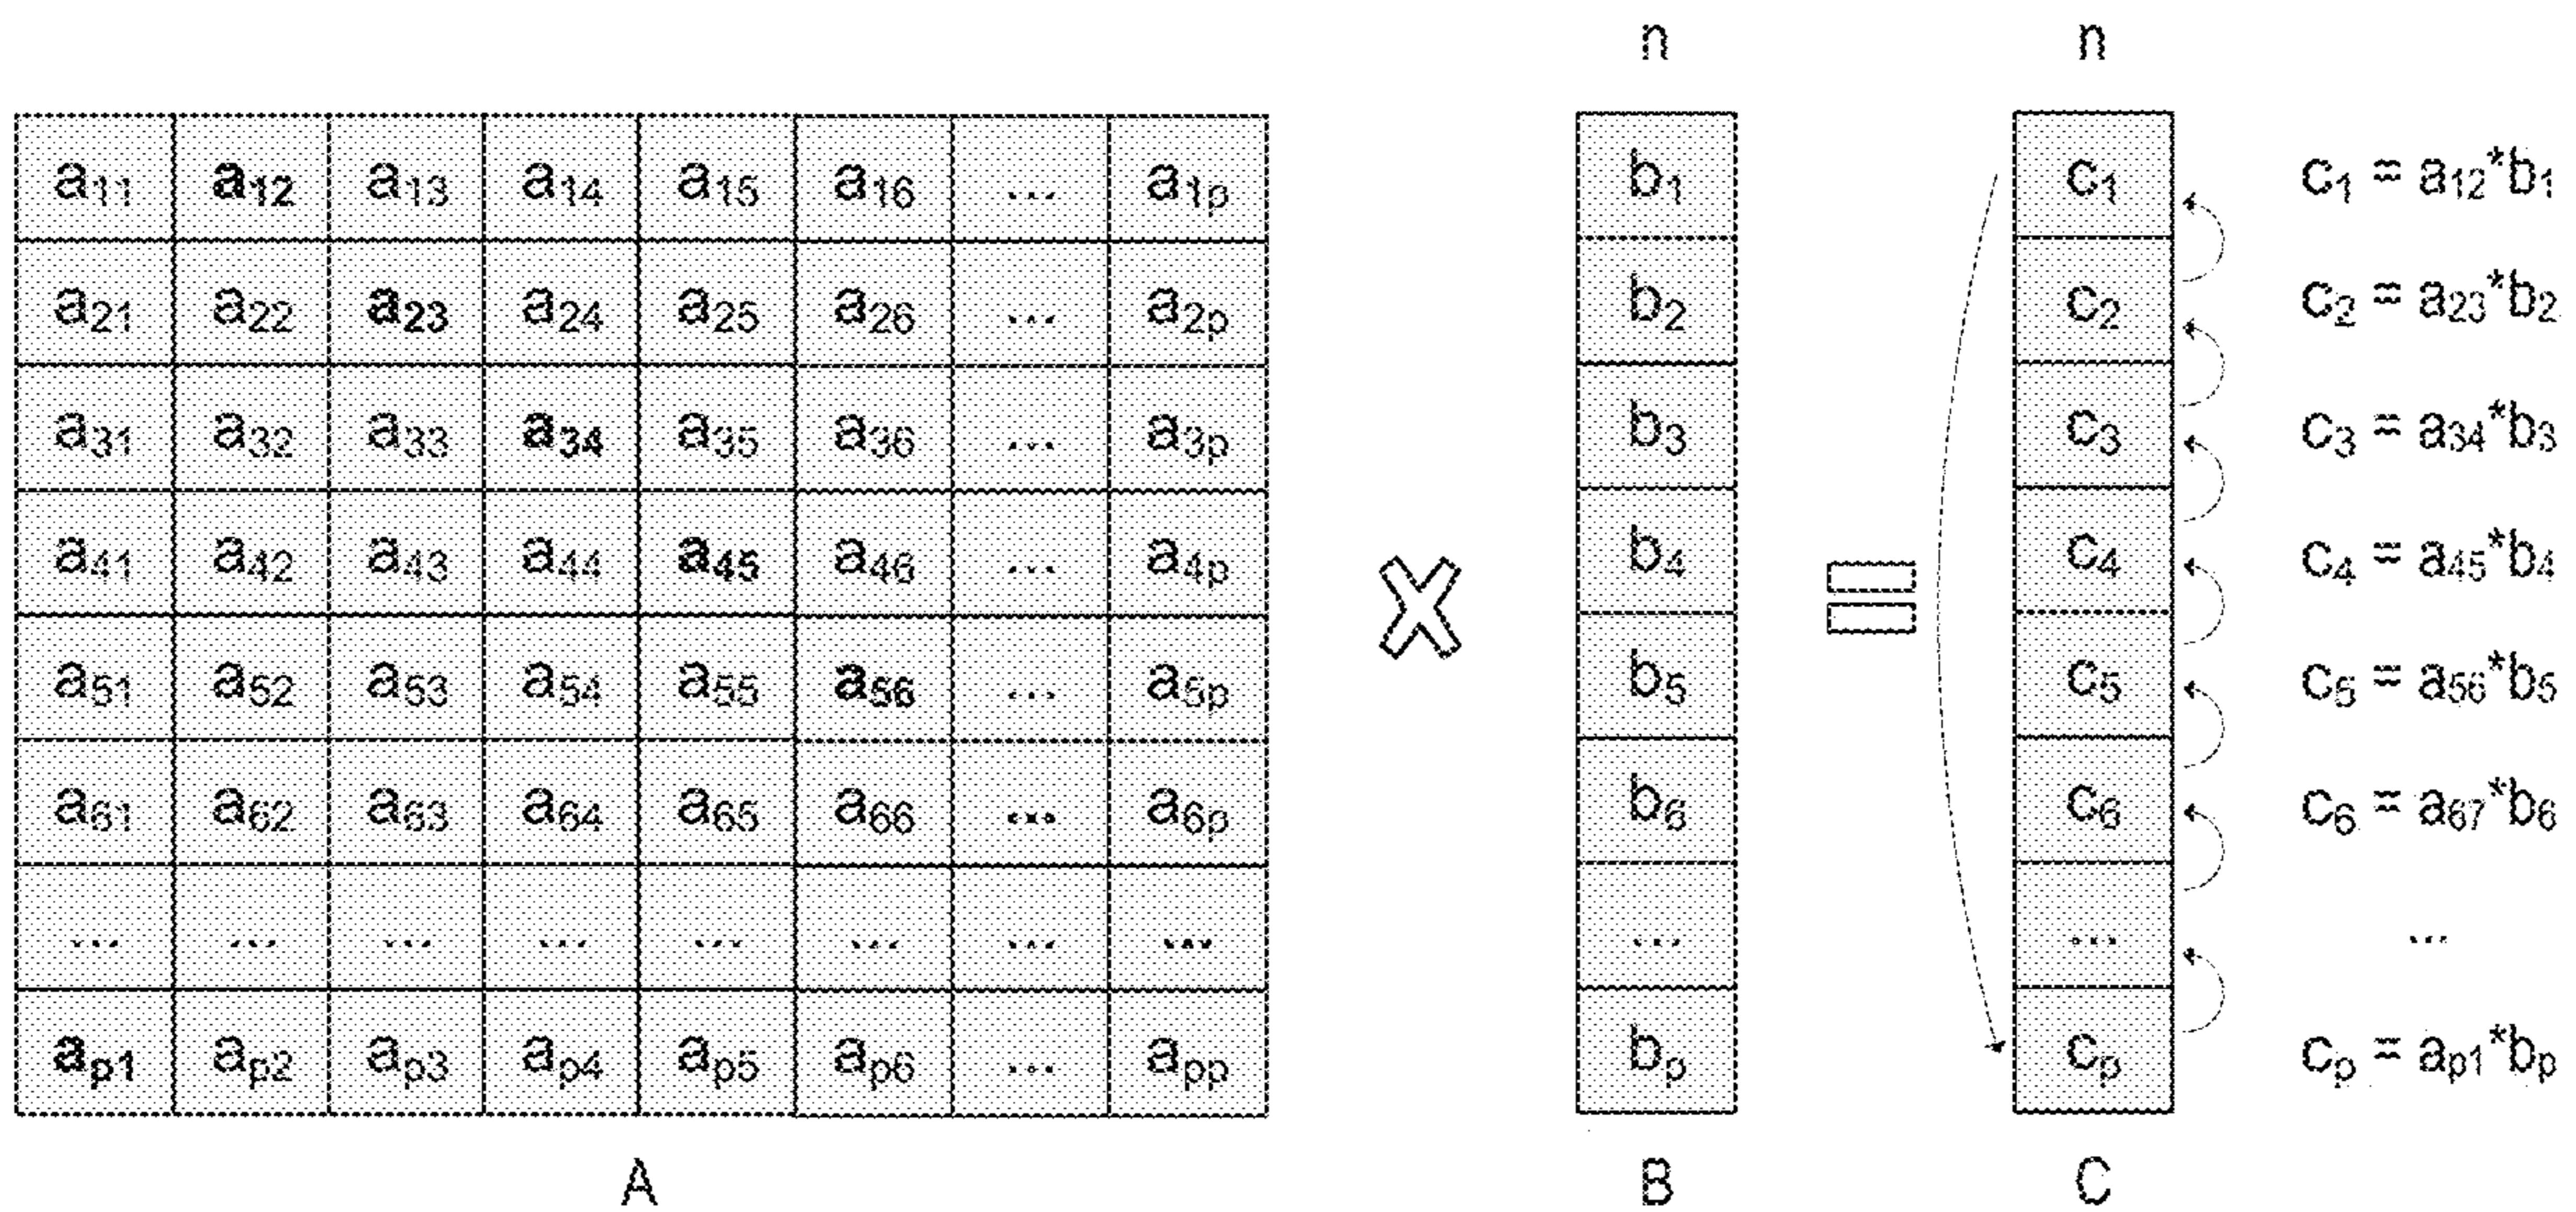 n n
a11 a12 a13 a14 a15 a16 ... a1p b1 c1 c1 = a12*b1
a21 a22 a23 a24 a25 a26 ... a2p b2 c2 c2 = a23*b2
a31 a32 a33 a34 a35 a36 ... a3p b3 c3 c3 = a34*b3
a41 a42 a43 a44 a45 a46 ... a4p b4 c4 c4 = a45*b4
a51 a52 a53 a54 a55 a56 ... a5p b5 c5 c5 = a56*b5
a61 a62 a63 a64 a65 a66 ... a6p b6 c6 c6 = a67*b6
... ... ... ... ... ... ... ... ... ... ...
ap1 ap2 ap3 ap4 ap5 ap6 ... app bp cp cp = ap1*bp
A B C